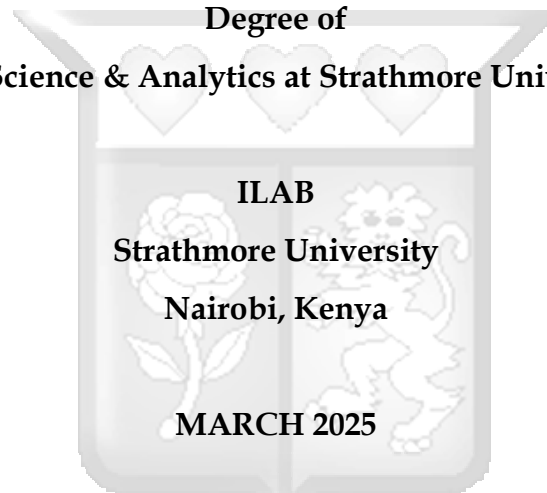 Degree of
Science & Analytics at Strathmore Uni
ILAB
Strathmore University
Nairobi, Kenya
MARCH 2025